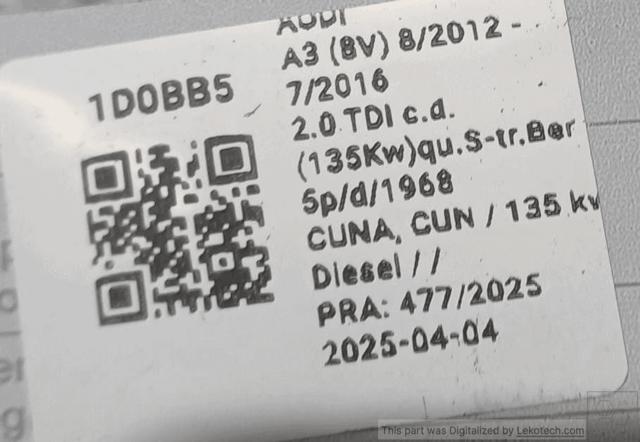 1D0BB5
AUDI
A3 (8V) 8/2012 -
7/2016
2.0 TDI c.d.
(135Kw)qu.S-tr.Ber
5p/d/1968
CUNA, CUN / 135 kw
Diesel / /
PRA: 477/2025
2025-04-04
This part was Digitalized by Lekotech.com